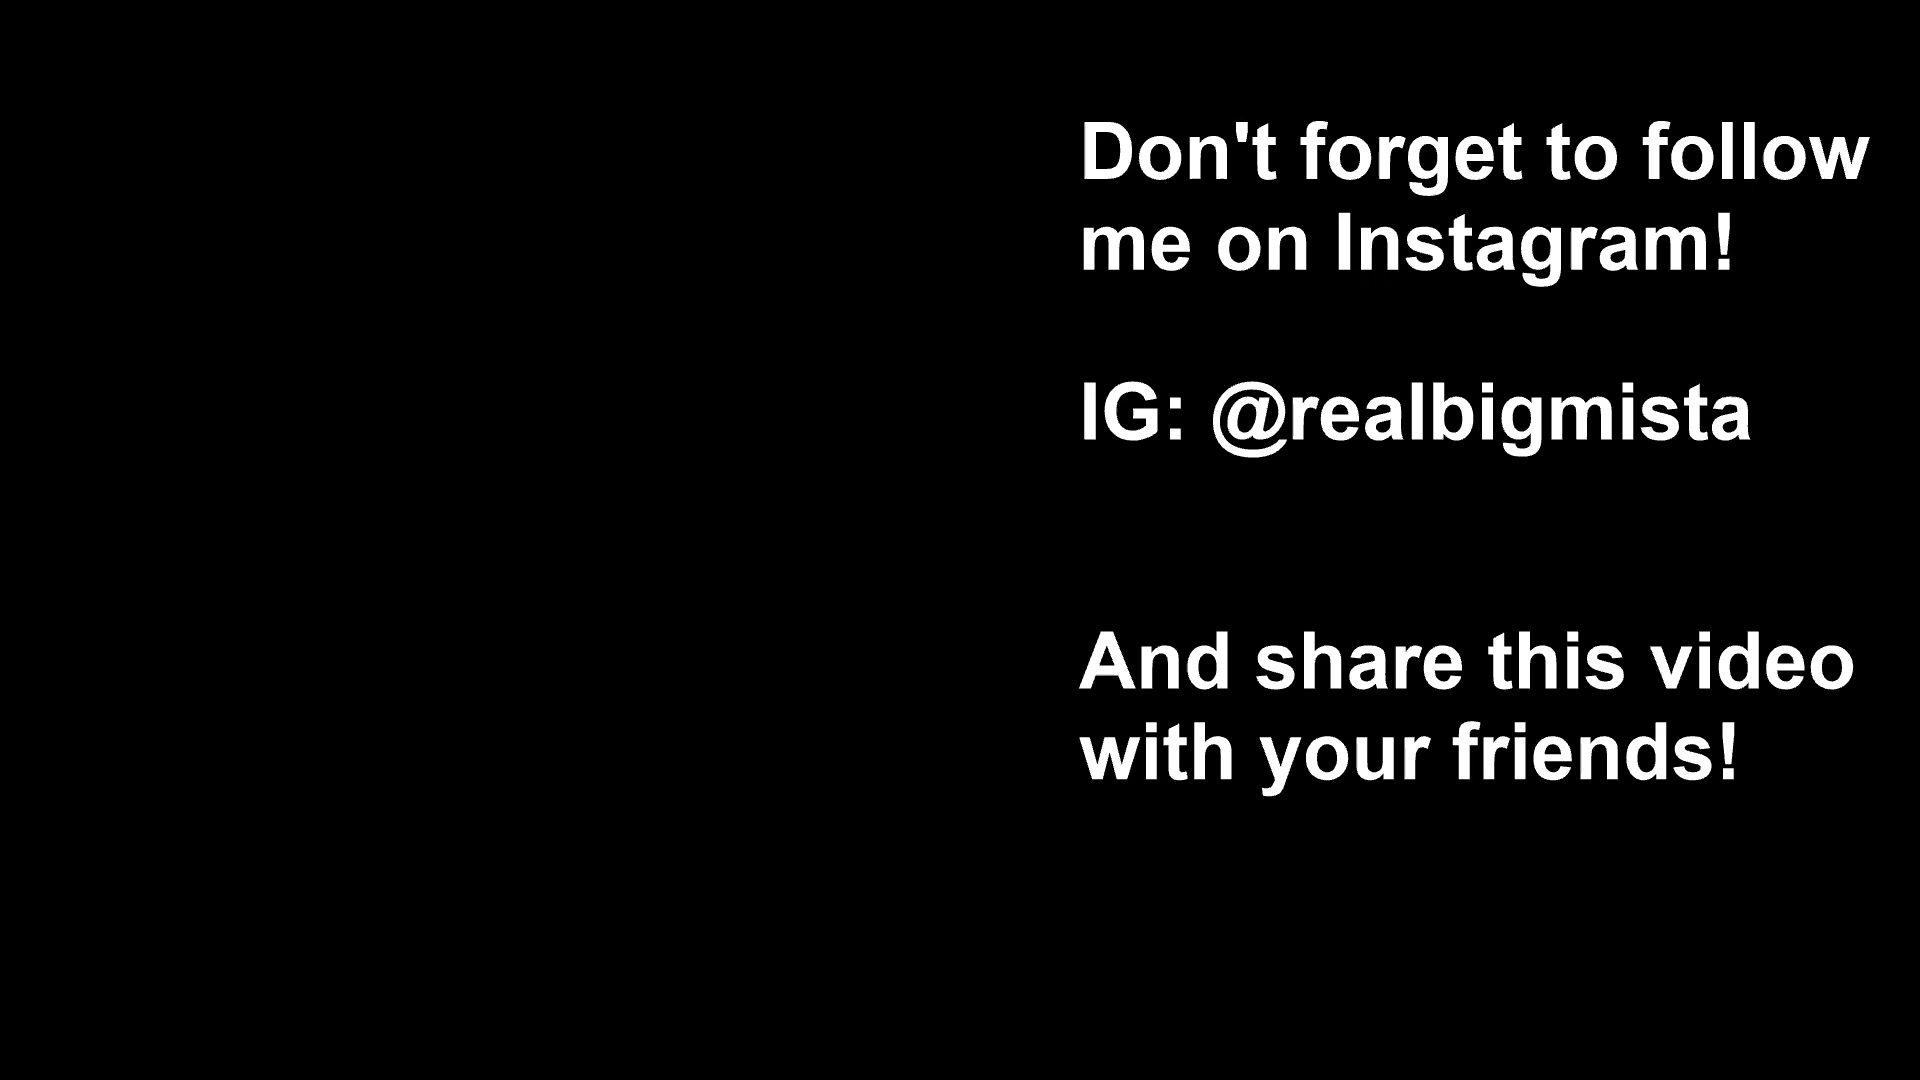 Don't forget to follow
me on Instagram!
IG: @realbigmista
And share this video
with your friends!